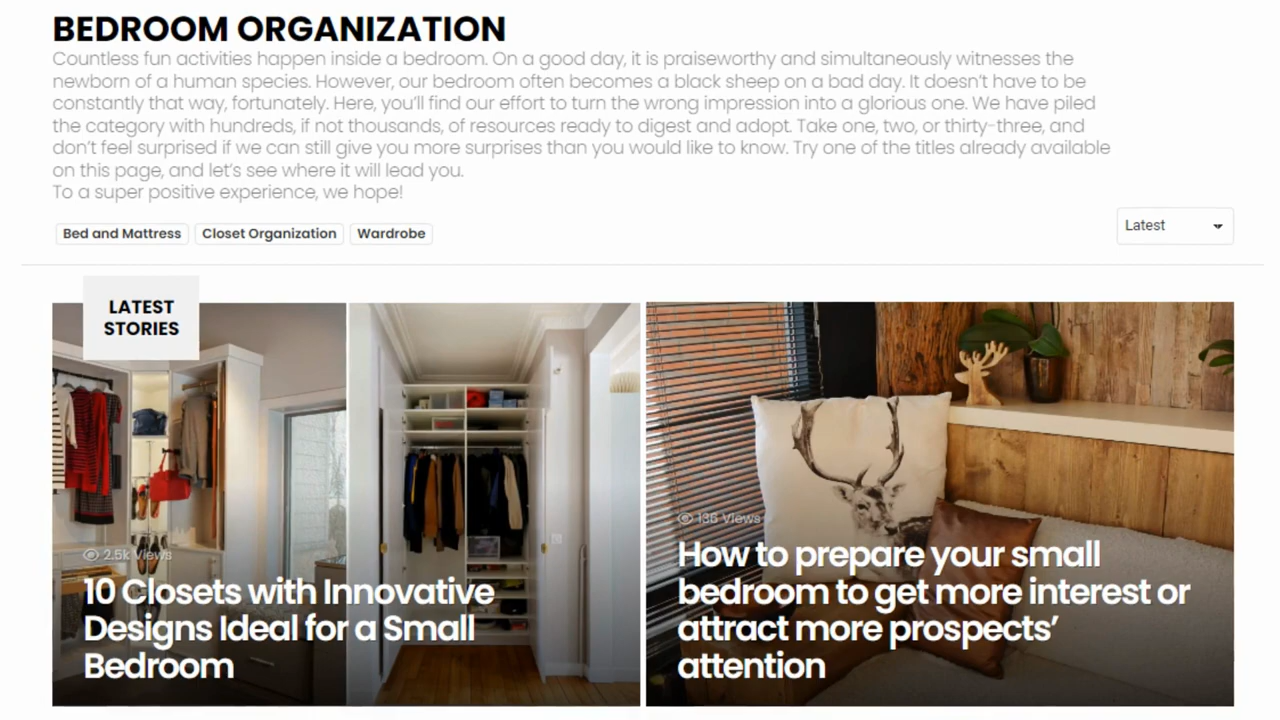 BEDROOM ORGANIZATION
Countless fun activities happen inside a bedroom. On a good day, it is praiseworthy and simultaneously witnesses the
newborn of a human species. However, our bedroom often becomes a black sheep on a bad day. It doesn't have to be
constantly that way, fortunately. Here, you'll find our effort to turn the wrong impression into a glorious one. We have piled
the category with hundreds, if not thousands, of resources ready to digest and adopt. Take one, two, or thirty-three, and
don't feel surprised if we can still give you more surprises than you would like to know. Try one of the titles already available
on this page, and let's see where it will lead you.
To a super positive experience, we hope!
Bed and Mattress Closet Organization Wardrobe
Latest
LATEST
STORIES
2.5k Views
10 Closets with Innovative
Designs Ideal for a Small
Bedroom
136 Views
How to prepare your small
bedroom to get more interest or
attract more prospects’
attention